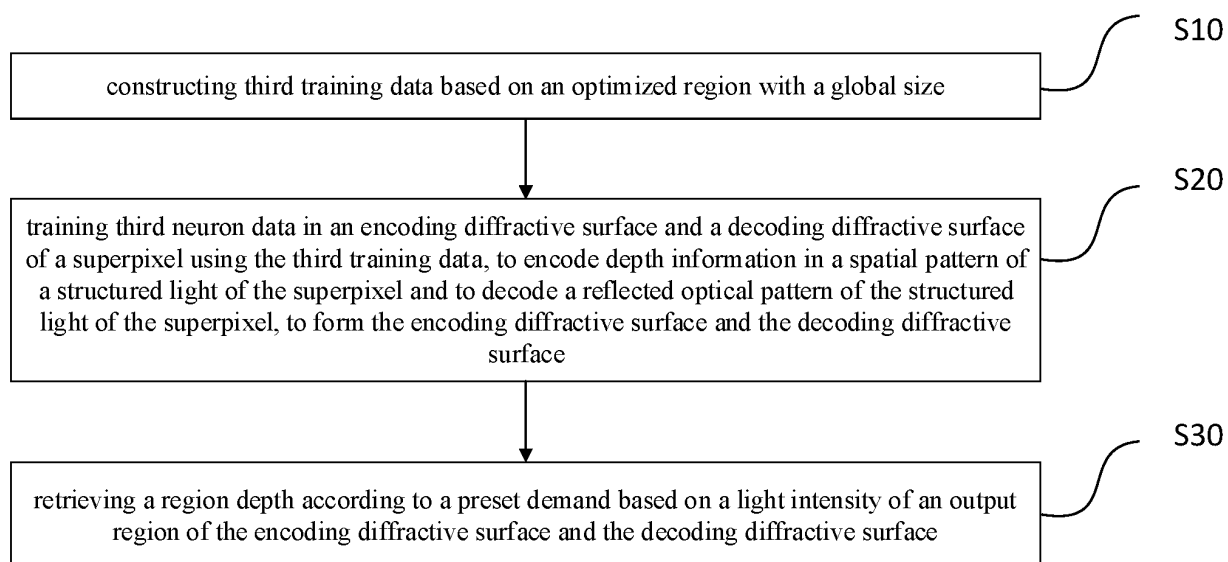 S10
constructing third training data based on an optimized region with a global size
S20
training third neuron data in an encoding diffractive surface and a decoding diffractive surface
of a superpixel using the third training data, to encode depth information in a spatial pattern of
a structured light of the superpixel and to decode a reflected optical pattern of the structured
light of the superpixel, to form the encoding diffractive surface and the decoding diffractive
surface
S30
retrieving a region depth according to a preset demand based on a light intensity of an output
region of the encoding diffractive surface and the decoding diffractive surface